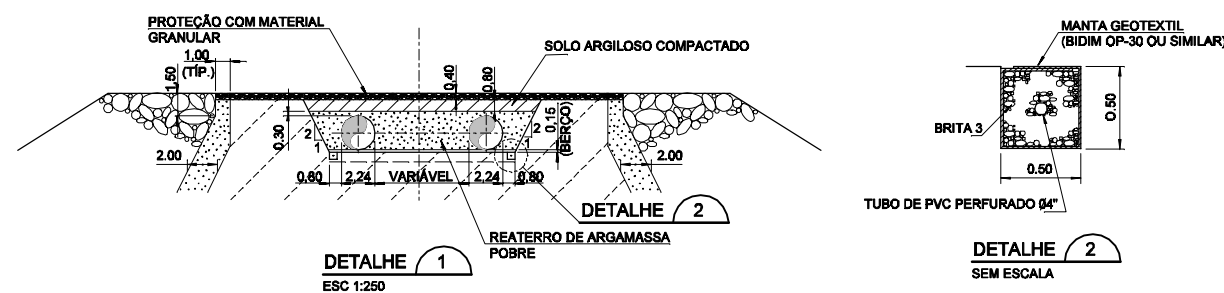 PROTEÇÃO COM MATERIAL
GRANULAR
1,00
(TÍP.)
1,50
SOLO ARGILOSO COMPACTADO
0,40
0,80
0,30
2
1
2
1
0,15
(BERÇO)
2.00
2.00
0,60
2,24
VARIÁVEL
2,24
0,60
DETALHE 2
REATERRO DE ARGAMASSA
POBRE
DETALHE 1
ESC 1:250
MANTA GEOTEXTIL
(BIDIM OP-30 OU SIMILAR)
BRITA 3
0.50
0.50
TUBO DE PVC PERFURADO Ø4"
DETALHE 2
SEM ESCALA